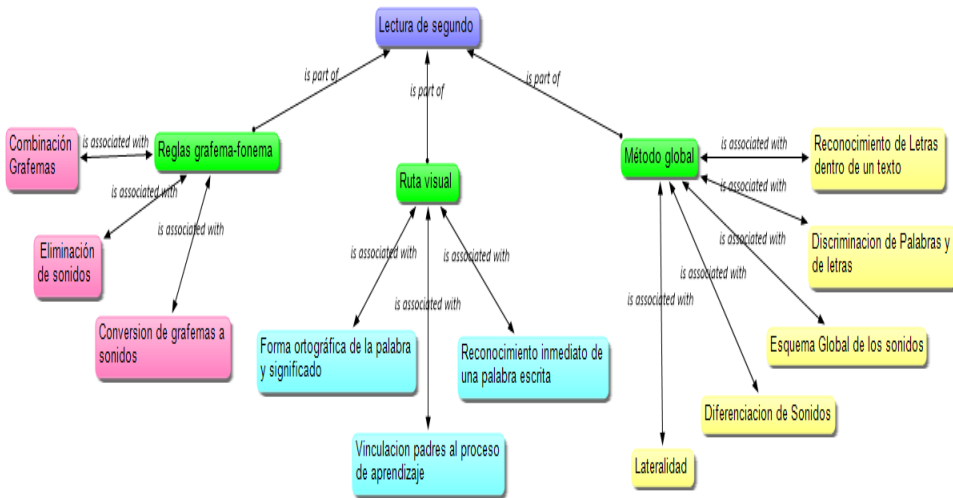 Lectura de segundo
is part of
is part of
is part of
Combinación
Grafemas
is associated with
Reglas grafema-fonema
is associated with
is associated with
Eliminación
de sonidos
Conversion de grafemas a
sonidos
Ruta visual
is associated with
is associated with
is associated with
Forma ortográfica de la palabra
y significado
Reconocimiento inmediato de
una palabra escrita
Vinculacion padres al proceso
de aprendizaje
Método global
is associated with
is associated with
is associated with
is associated with
is associated with
Reconocimiento de Letras
dentro de un texto
Discriminacion de Palabras y
de letras
Esquema Global de los sonidos
Diferenciacion de Sonidos
Lateralidad